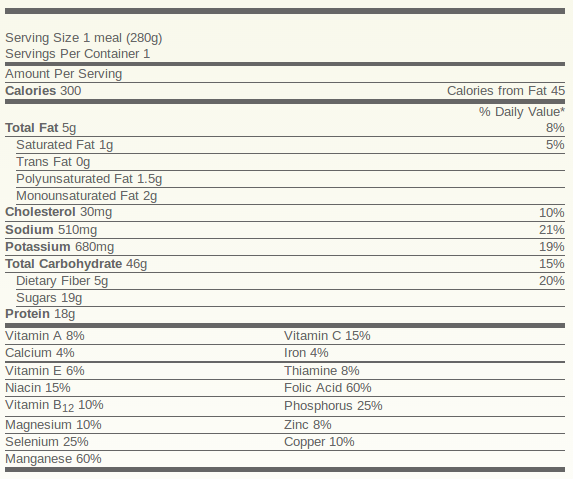 Serving Size 1 meal (280g)
Servings Per Container 1
Amount Per Serving
Calories 300 Calories from Fat 45
% Daily Value*
Total Fat 5g 8%
Saturated Fat 1g 5%
Trans Fat 0g
Polyunsaturated Fat 1.5g
Monounsaturated Fat 2g
Cholesterol 30mg 10%
Sodium 510mg 21%
Potassium 680mg 19%
Total Carbohydrate 46g 15%
Dietary Fiber 5g 20%
Sugars 19g
Protein 18g
Vitamin A 8% Vitamin C 15%
Calcium 4% Iron 4%
Vitamin E 6% Thiamine 8%
Niacin 15% Folic Acid 60%
Vitamin B12 10% Phosphorus 25%
Magnesium 10% Zinc 8%
Selenium 25% Copper 10%
Manganese 60%